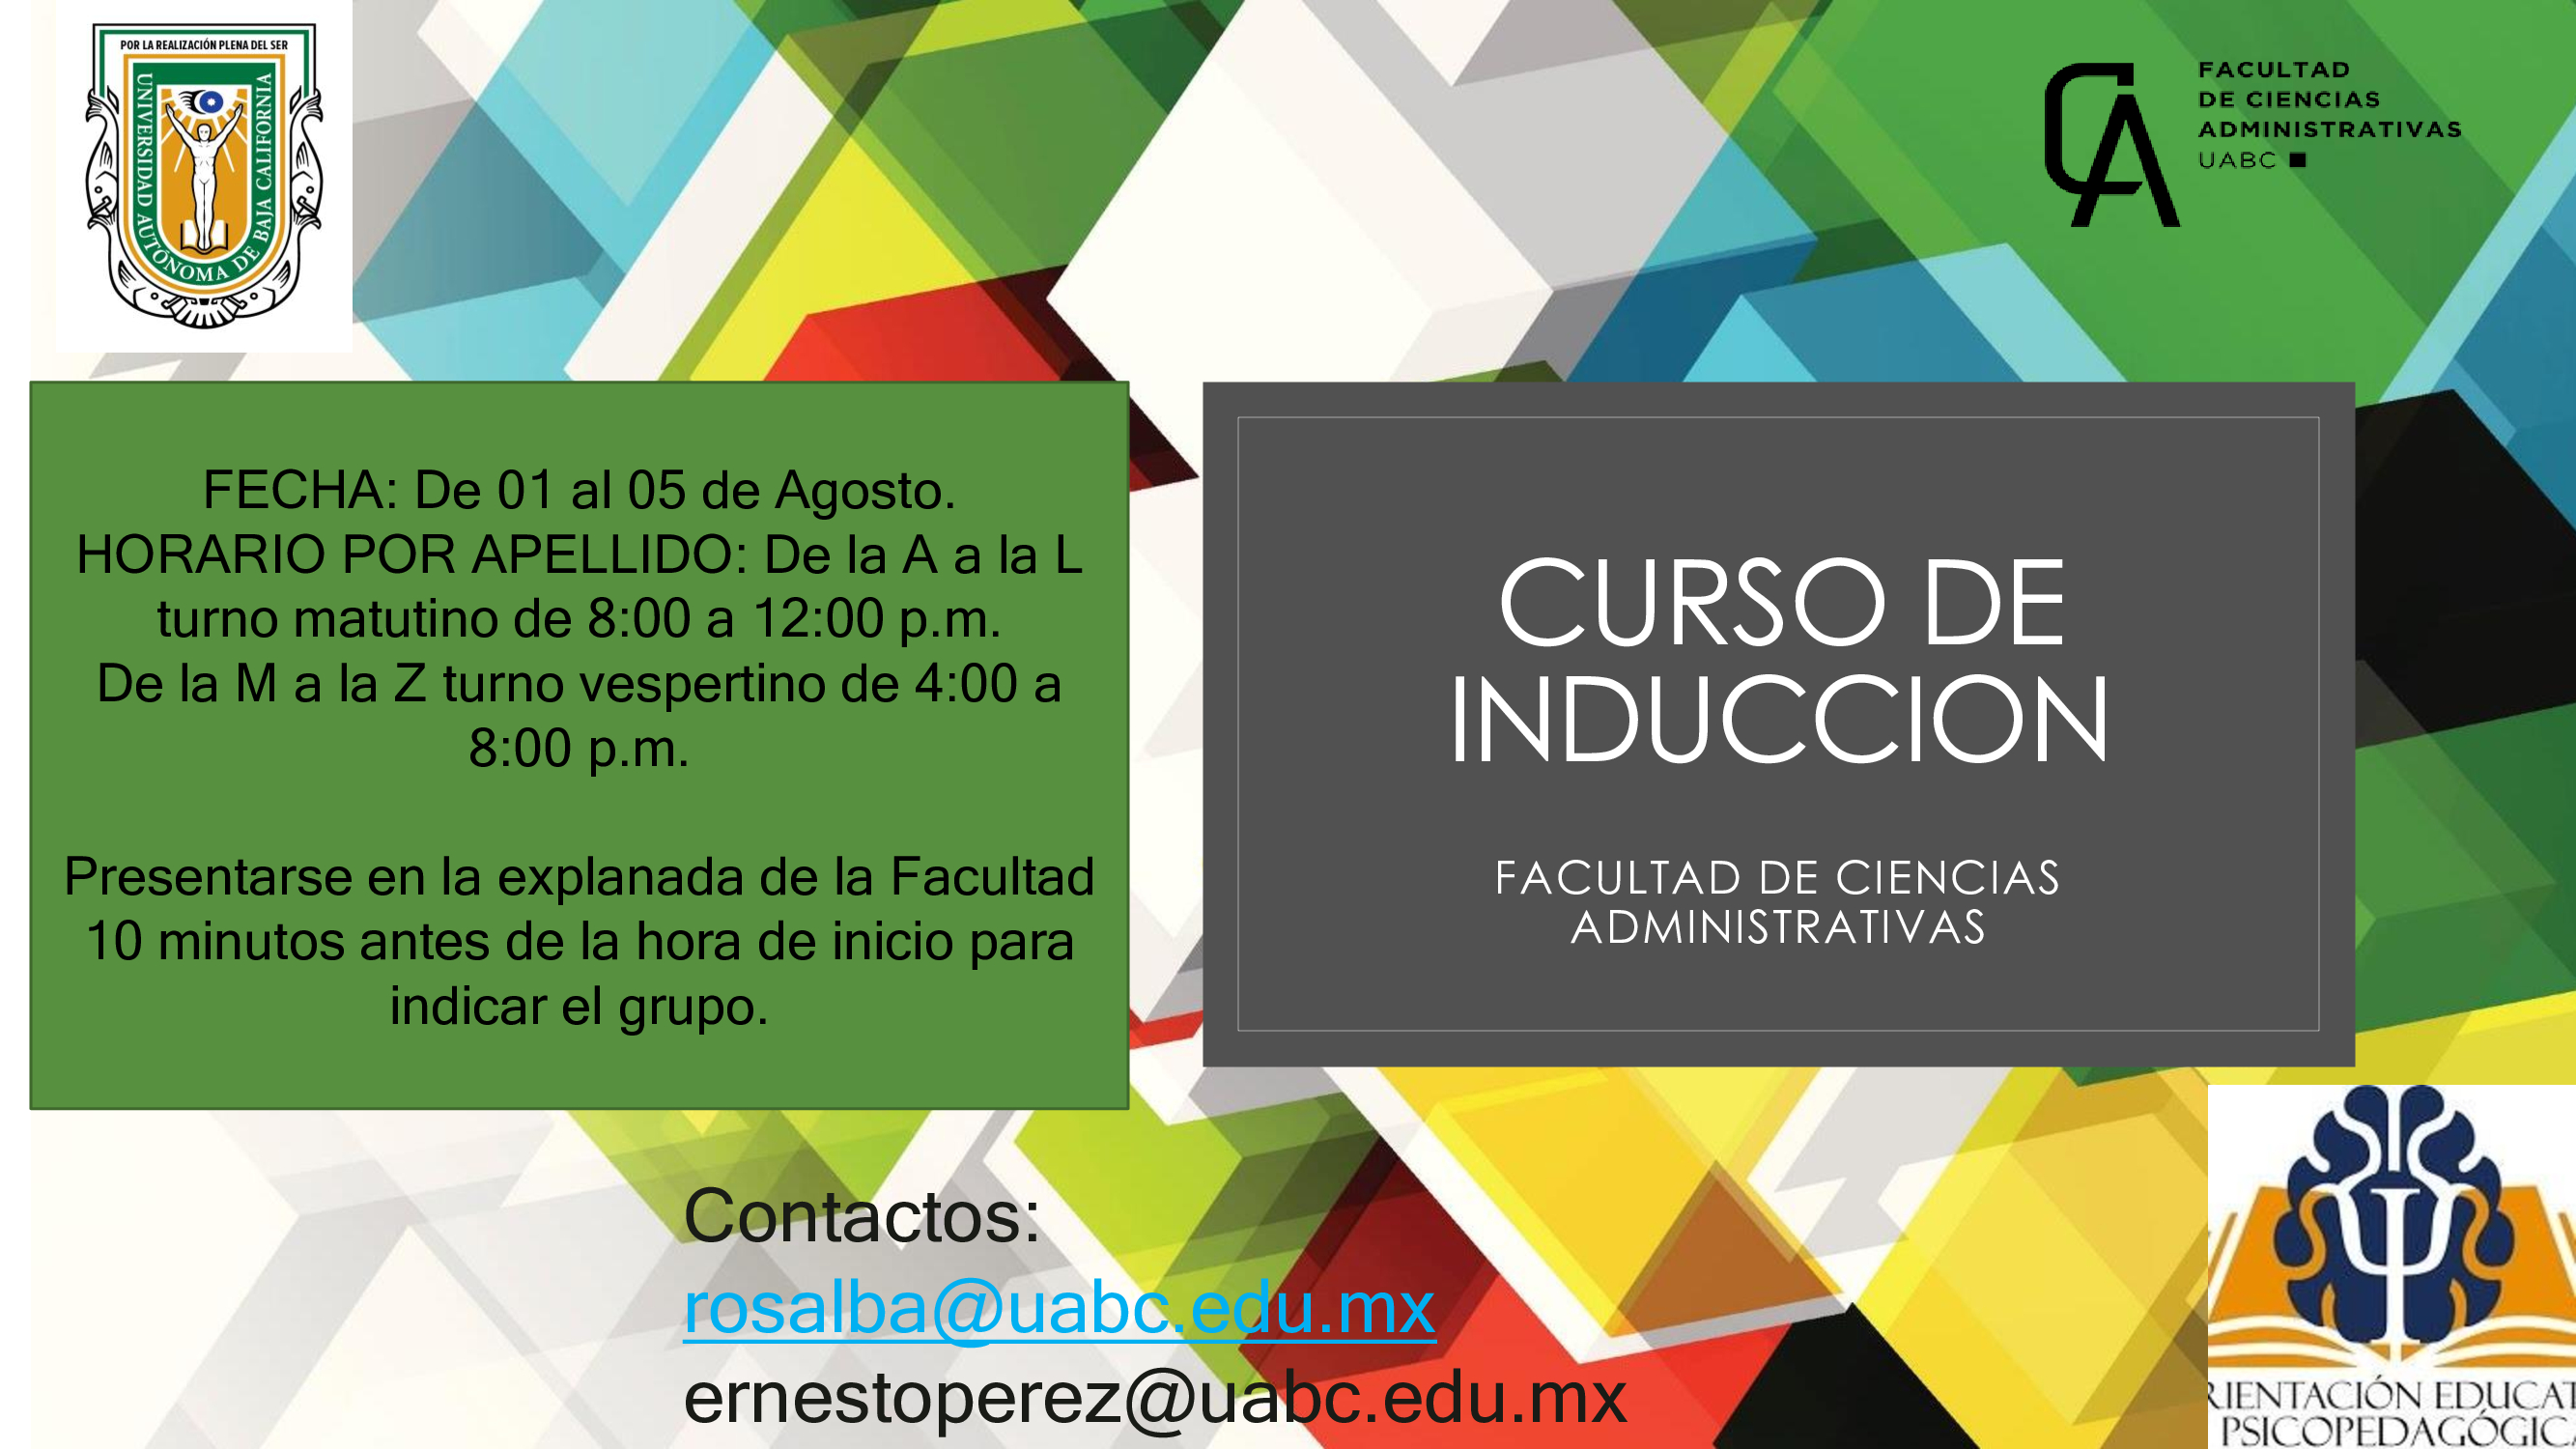 POR LA REALIZACIÓN PLENA DEL SER
UNIVERSIDAD AUTÓNOMA DE BAJA CALIFORNIA
FACULTAD
DE CIENCIAS
ADMINISTRATIVAS
UABC
FECHA: De 01 al 05 de Agosto.
HORARIO POR APELLIDO: De la A a la L
turno matutino de 8:00 a 12:00 p.m.
De la M a la Z turno vespertino de 4:00 a
8:00 p.m.
Presentarse en la explanada de la Facultad
10 minutos antes de la hora de inicio para
indicar el grupo.
CURSO DE
INDUCCION
FACULTAD DE CIENCIAS
ADMINISTRATIVAS
Contactos:
rosalba@uabc.edu.mx
ernestoperez@uabc.edu.mx
RIENTACIÓN EDUCAT
PSICOPEDAGÓGIC